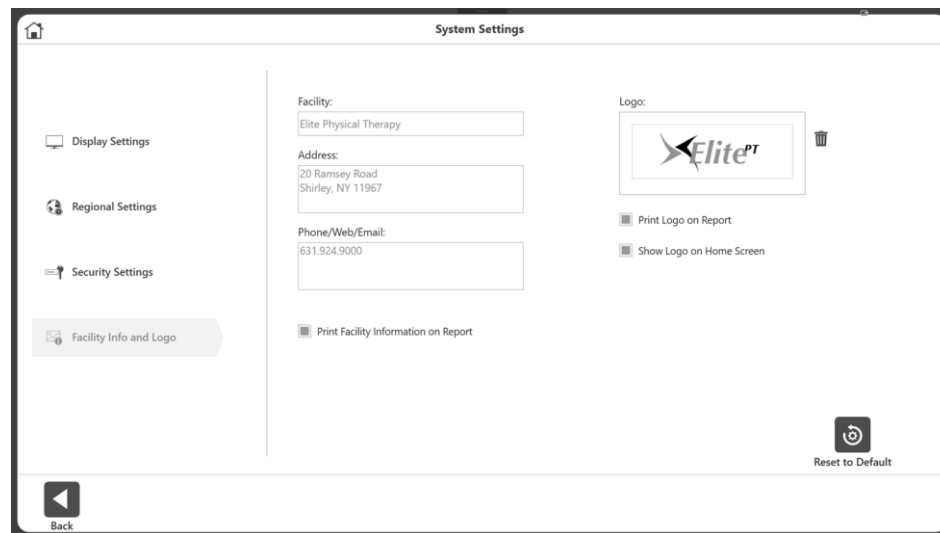 System Settings
Display Settings
Regional Settings
Security Settings
Facility Info and Logo
Facility:
Elite Physical Therapy
Address:
20 Ramsey Road
Shirley, NY 11967
Phone/Web/Email:
631.924.9000
Print Facility Information on Report
Logo:
Elite PT
Print Logo on Report
Show Logo on Home Screen
Reset to Default
Back